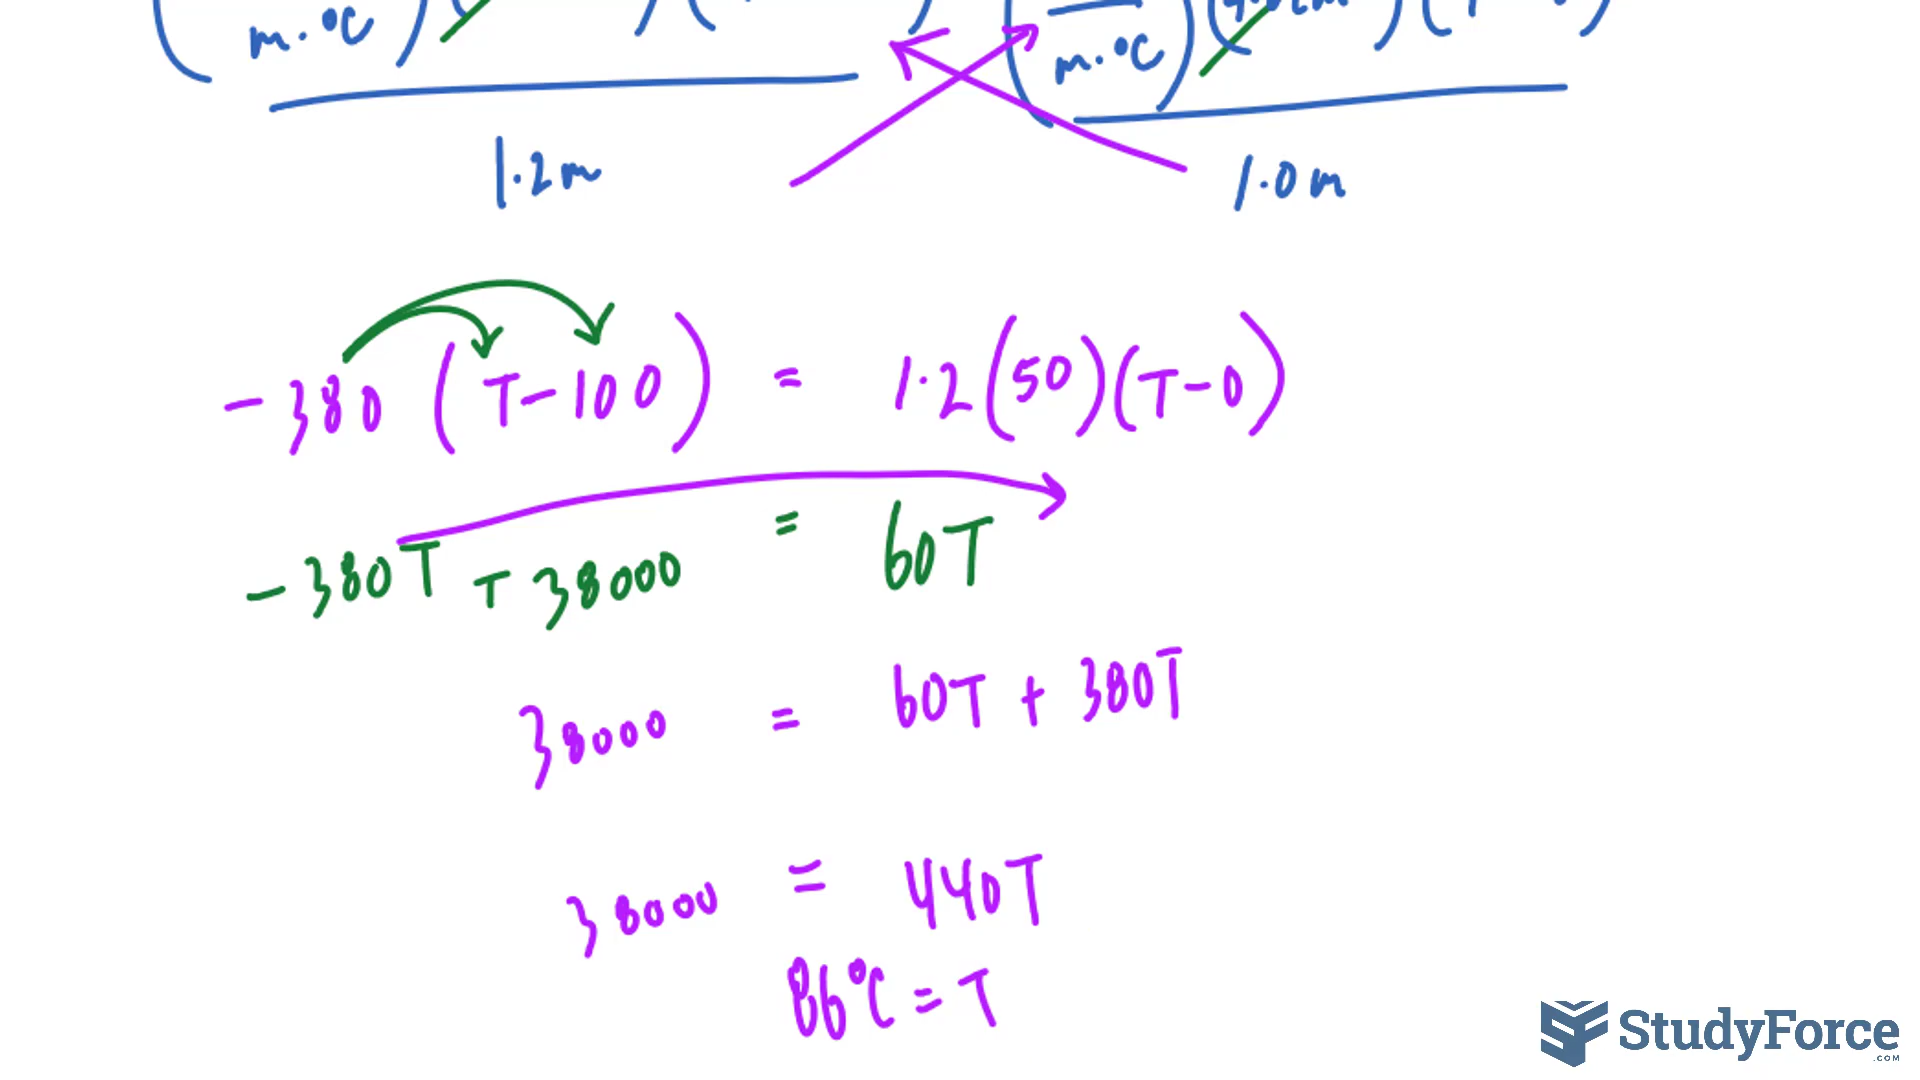 m.°C m.°C
1.2m 1.0m
-380 (T-100) = 1.2(50)(T-0)
-380T + 38000 = 60T
38000 = 60T + 380T
38000 = 440T
86°C = T
StudyForce
.COM